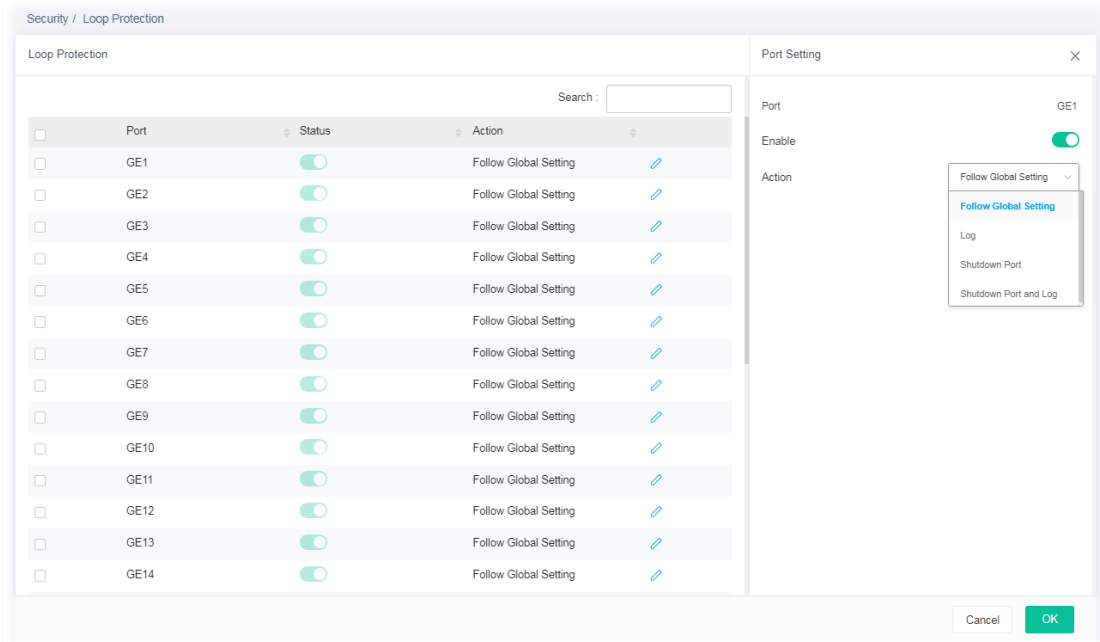 Security / Loop Protection
Loop Protection
Search :
Port Status Action
GE1 Follow Global Setting
GE2 Follow Global Setting
GE3 Follow Global Setting
GE4 Follow Global Setting
GE5 Follow Global Setting
GE6 Follow Global Setting
GE7 Follow Global Setting
GE8 Follow Global Setting
GE9 Follow Global Setting
GE10 Follow Global Setting
GE11 Follow Global Setting
GE12 Follow Global Setting
GE13 Follow Global Setting
GE14 Follow Global Setting
Port Setting
Port GE1
Enable
Action Follow Global Setting
Follow Global Setting
Log
Shutdown Port
Shutdown Port and Log
Cancel OK